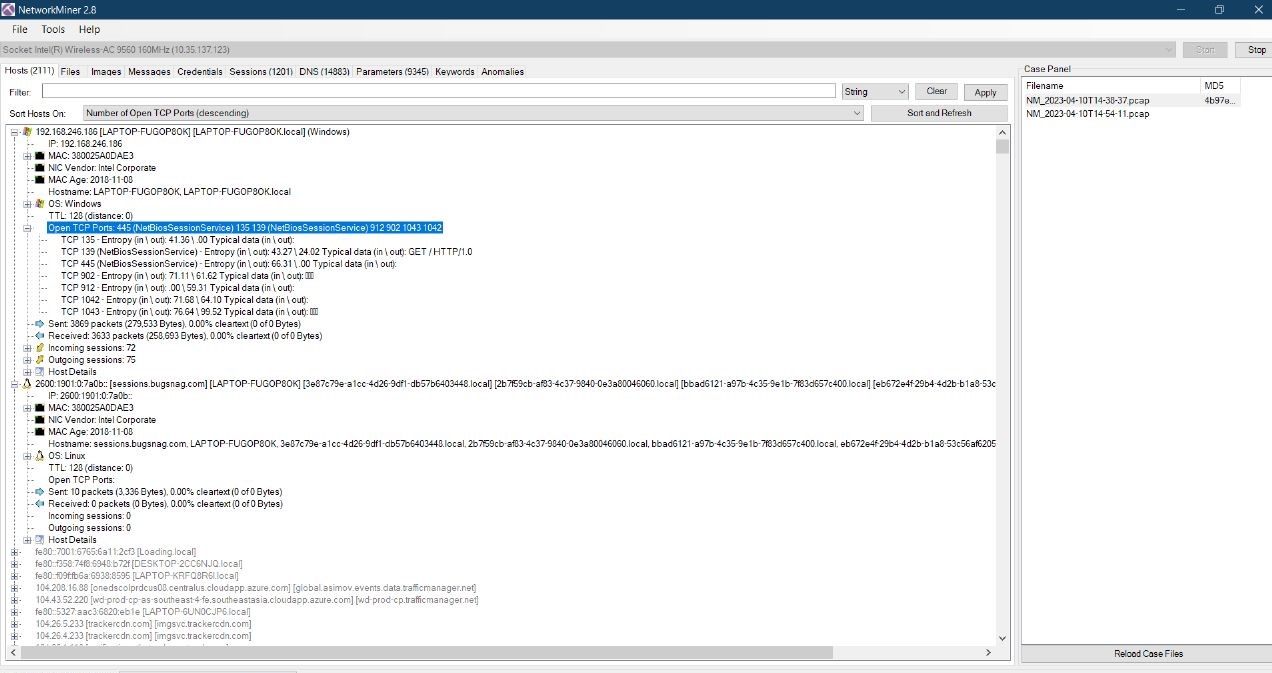 NetworkMiner 2.8
File Tools Help
Socket: Intel(R) Wireless-AC 9560 160MHz (10.35.137.123) Start Stop
Hosts (2111) Files Images Messages Credentials Sessions (1201) DNS (14883) Parameters (9345) Keywords Anomalies
Filter: String Clear Apply
Sort Hosts On: Number of Open TCP Ports (descending) Sort and Refresh
192.168.246.186 [LAPTOP-FUGOP8OK] [LAPTOP-FUGOP8OK.local] (Windows)
IP: 192.168.246.186
MAC: 380025A0DAE3
NIC Vendor: Intel Corporate
MAC Age: 2018-11-08
Hostname: LAPTOP-FUGOP8OK, LAPTOP-FUGOP8OK.local
OS: Windows
TTL: 128 (distance: 0)
Open TCP Ports: 445 (NetBiosSessionService) 135 139 (NetBiosSessionService) 912 902 1043 1042
TCP 135 - Entropy (in \ out): 41.36 \ .00 Typical data (in \ out):
TCP 139 (NetBiosSessionService) - Entropy (in \ out): 43.27 \ 24.02 Typical data (in \ out): GET / HTTP/1.0
TCP 445 (NetBiosSessionService) - Entropy (in \ out): 66.31 \ .00 Typical data (in \ out):
TCP 902 - Entropy (in \ out): 71.11 \ 61.62 Typical data (in \ out):
TCP 912 - Entropy (in \ out): .00 \ 59.31 Typical data (in \ out):
TCP 1042 - Entropy (in \ out): 71.68 \ 64.10 Typical data (in \ out):
TCP 1043 - Entropy (in \ out): 76.64 \ 99.52 Typical data (in \ out):
Sent: 3869 packets (279,533 Bytes), 0.00% cleartext (0 of 0 Bytes)
Received: 3633 packets (258,693 Bytes), 0.00% cleartext (0 of 0 Bytes)
Incoming sessions: 72
Outgoing sessions: 75
Host Details
2600:1901:0:7a0b:: [sessions.bugsnag.com] [LAPTOP-FUGOP8OK] [3e87c79e-a1cc-4d26-9df1-db57b6403448.local] [2b7f59cb-af83-4c37-9840-0e3a80046060.local] [bbad6121-a97b-4c35-9e1b-7f83d657c400.local] [eb672e4f-29b4-4d2b-b1a8-53c
IP: 2600:1901:0:7a0b::
MAC: 380025A0DAE3
NIC Vendor: Intel Corporate
MAC Age: 2018-11-08
Hostname: sessions.bugsnag.com, LAPTOP-FUGOP8OK, 3e87c79e-a1cc-4d26-9df1-db57b6403448.local, 2b7f59cb-af83-4c37-9840-0e3a80046060.local, bbad6121-a97b-4c35-9e1b-7f83d657c400.local, eb672e4f-29b4-4d2b-b1a8-53c56af6205
OS: Linux
TTL: 128 (distance: 0)
Open TCP Ports:
Sent: 10 packets (3,336 Bytes), 0.00% cleartext (0 of 0 Bytes)
Received: 0 packets (0 Bytes), 0.00% cleartext (0 of 0 Bytes)
Incoming sessions: 0
Outgoing sessions: 0
Host Details
fe80::7001:6765:6a11:2cf3 [Loading.local]
fe80::f358:74f8:6948:b72f [DESKTOP-2CC6NJQ.local]
fe80::f09f:fb6a:6938:8595 [LAPTOP-KRFQ8R6I.local]
104.208.16.88 [onedscolprdcus08.centralus.cloudapp.azure.com] [global.asimov.events.data.trafficmanager.net]
104.43.52.220 [wd-prod-cp-as-southeast-4-fe.southeastasia.cloudapp.azure.com] [wd-prod-cp.trafficmanager.net]
fe80::5327:aac3:6820:eb1e [LAPTOP-6UN0CJP6.local]
104.26.5.233 [trackercdn.com] [imgsvc.trackercdn.com]
104.26.4.233 [trackercdn.com] [imgsvc.trackercdn.com]
Case Panel
Filename MD5
NM_2023-04-10T14-38-37.pcap 4b97e...
NM_2023-04-10T14-54-11.pcap
Reload Case Files